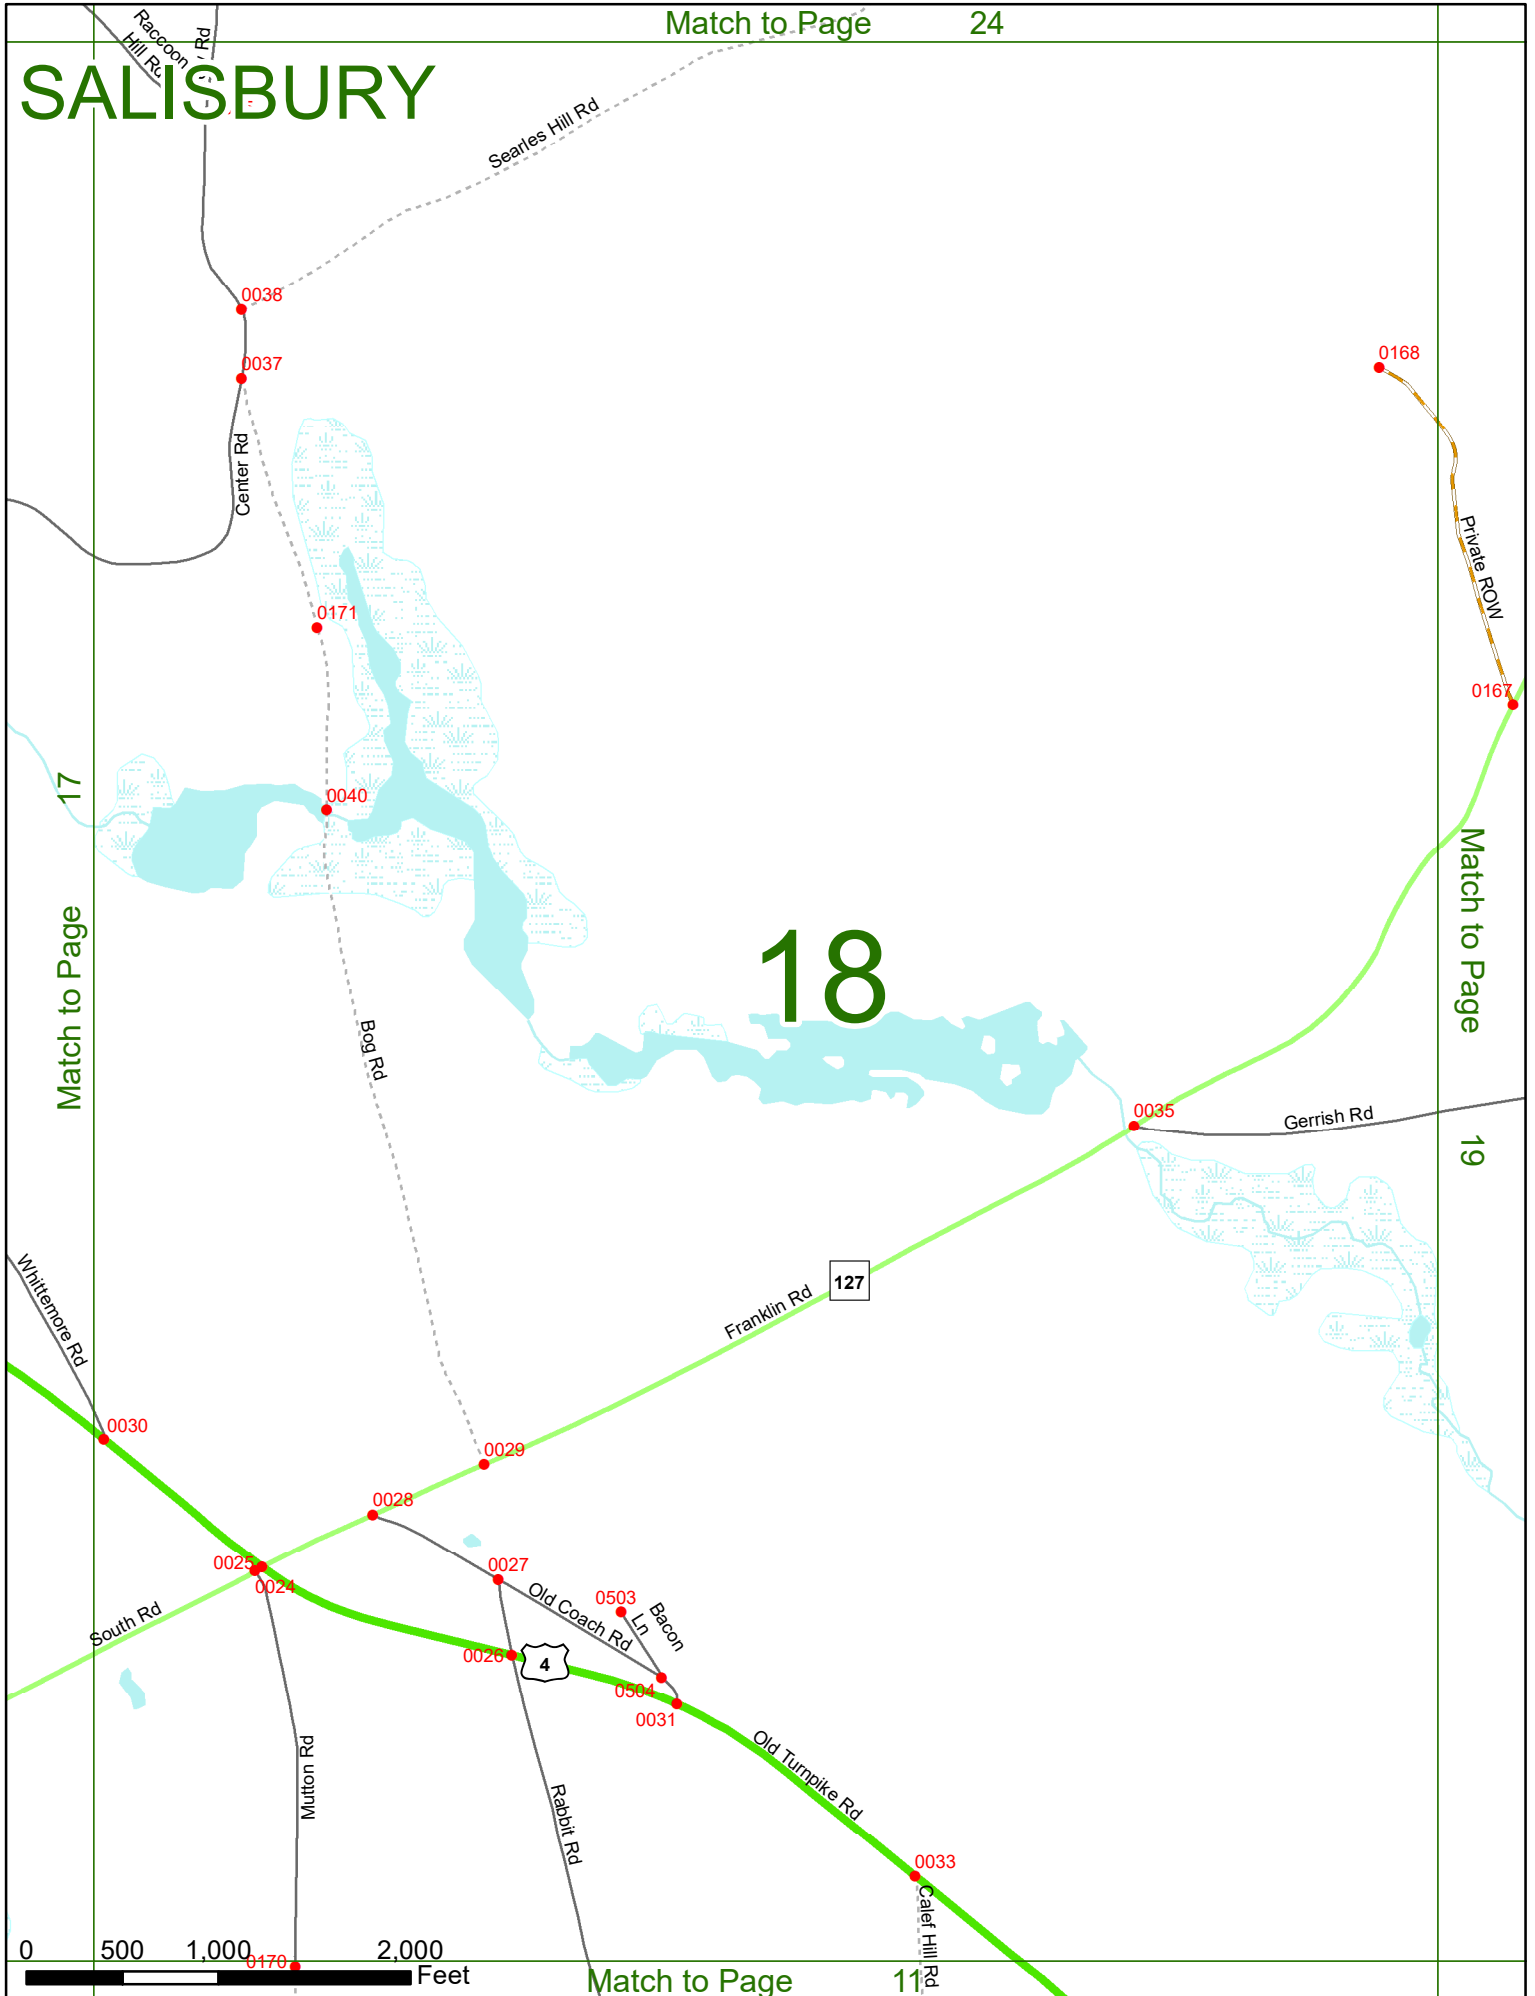 Match to Page 24
Raccoon
Hill Rd
Rd
SALISBURY
Searles Hill Rd
0038
0037
0168
Center Rd
Private ROW
0171
0167
17
0040
Match to Page
18
Match to Page
Bog Rd
0035
Gerrish Rd
19
Whittemore Rd
127
Franklin Rd
0030
0029
0028
0025
0024
0027
Old Coach Rd
0503
Bacon
Ln
South Rd
0026
4
0504
0031
Mutton Rd
Old Turnpike Rd
Rabbit Rd
0033
Calef Hill Rd
0 500 1,000 2,000
0170
Feet
Match to Page 11